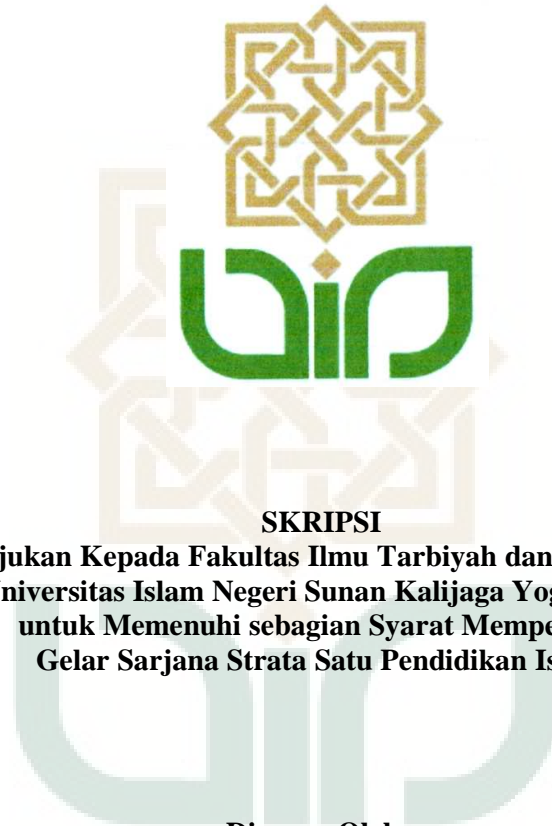 uin
SKRIPSI
jukan Kepada Fakultas Ilmu Tarbiyah dan
niversitas Islam Negeri Sunan Kalijaga Yog
untuk Memenuhi sebagian Syarat Mempe
Gelar Sarjana Strata Satu Pendidikan Is